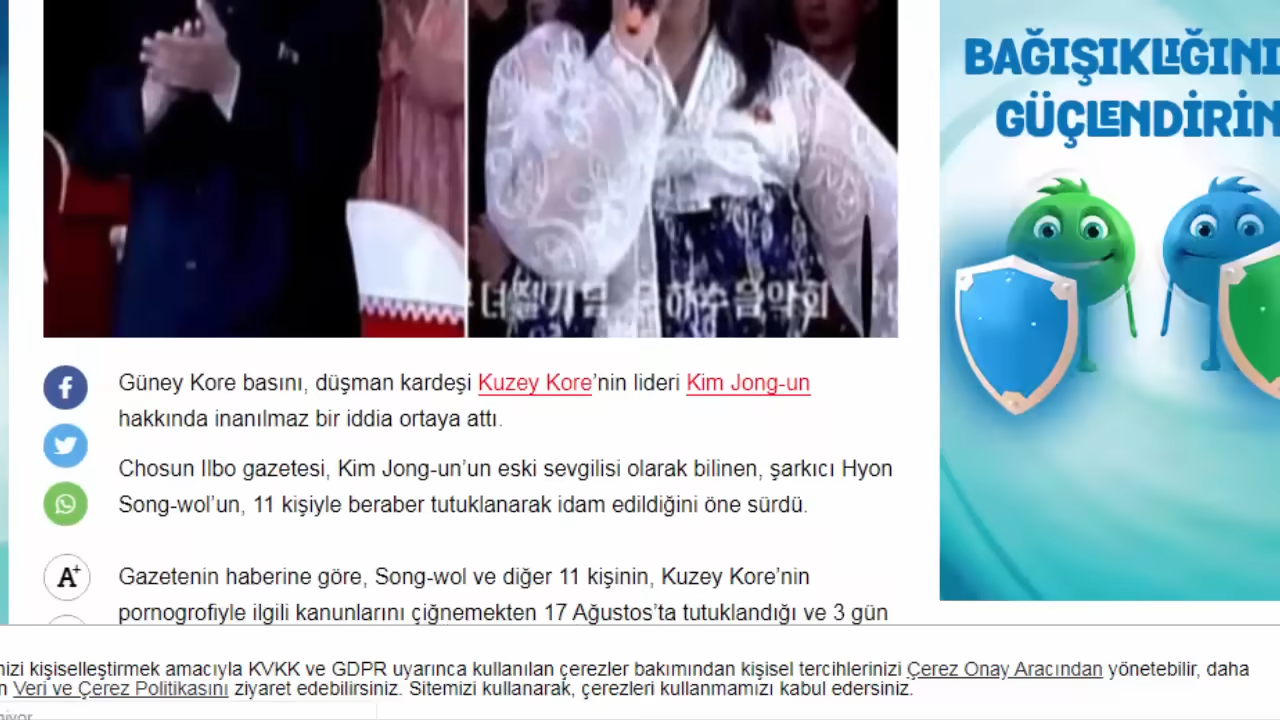 BAĞIŞIKLIĞINI
GÜÇLENDİRİN
음악회
Güney Kore basını, düşman kardeşi Kuzey Kore’nin lideri Kim Jong-un
hakkında inanılmaz bir iddia ortaya attı.
Chosun Ilbo gazetesi, Kim Jong-un’un eski sevgilisi olarak bilinen, şarkıcı Hyon
Song-wol’un, 11 kişiyle beraber tutuklanarak idam edildiğini öne sürdü.
A+
Gazetenin haberine göre, Song-wol ve diğer 11 kişinin, Kuzey Kore’nin
pornografiyle ilgili kanunlarını çiğnemekten 17 Ağustos’ta tutuklandığı ve 3 gün
mizi kişiselleştirmek amacıyla KVKK ve GDPR uyarınca kullanılan çerezler bakımından kişisel tercihlerinizi Çerez Onay Aracından yönetebilir, daha
n Veri ve Çerez Politikasını ziyaret edebilirsiniz. Sitemizi kullanarak, çerezleri kullanmamızı kabul edersiniz.